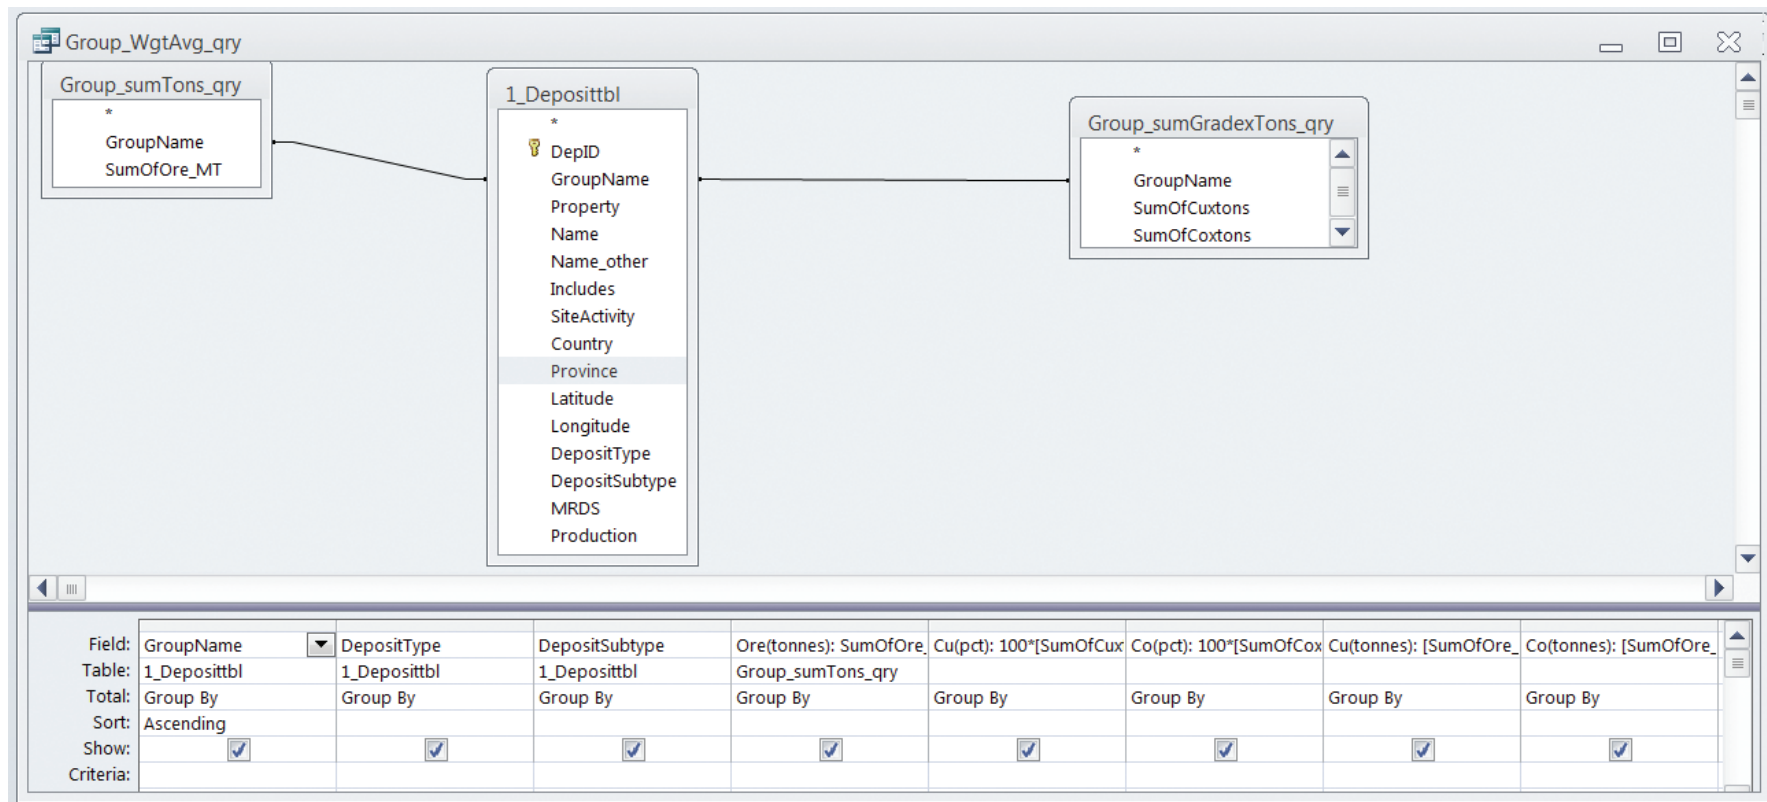 Group_WgtAvg_qry
Group_sumTons_qry
*
GroupName
SumOfOre_MT
1_Deposittbl
*
DepID
GroupName
Property
Name
Name_other
Includes
SiteActivity
Country
Province
Latitude
Longitude
DepositType
DepositSubtype
MRDS
Production
Group_sumGradexTons_qry
*
GroupName
SumOfCuxtons
SumOfCoxtons
Field: GroupName DepositType DepositSubtype Ore(tonnes): SumOfOre_ Cu(pct): 100*[SumOfCux Co(pct): 100*[SumOfCox Cu(tonnes): [SumOfOre_ Co(tonnes): [SumOfOre_
Table: 1_Deposittbl 1_Deposittbl 1_Deposittbl Group_sumTons_qry
Total: Group By Group By Group By Group By Group By Group By Group By Group By
Sort: Ascending
Show:
Criteria: